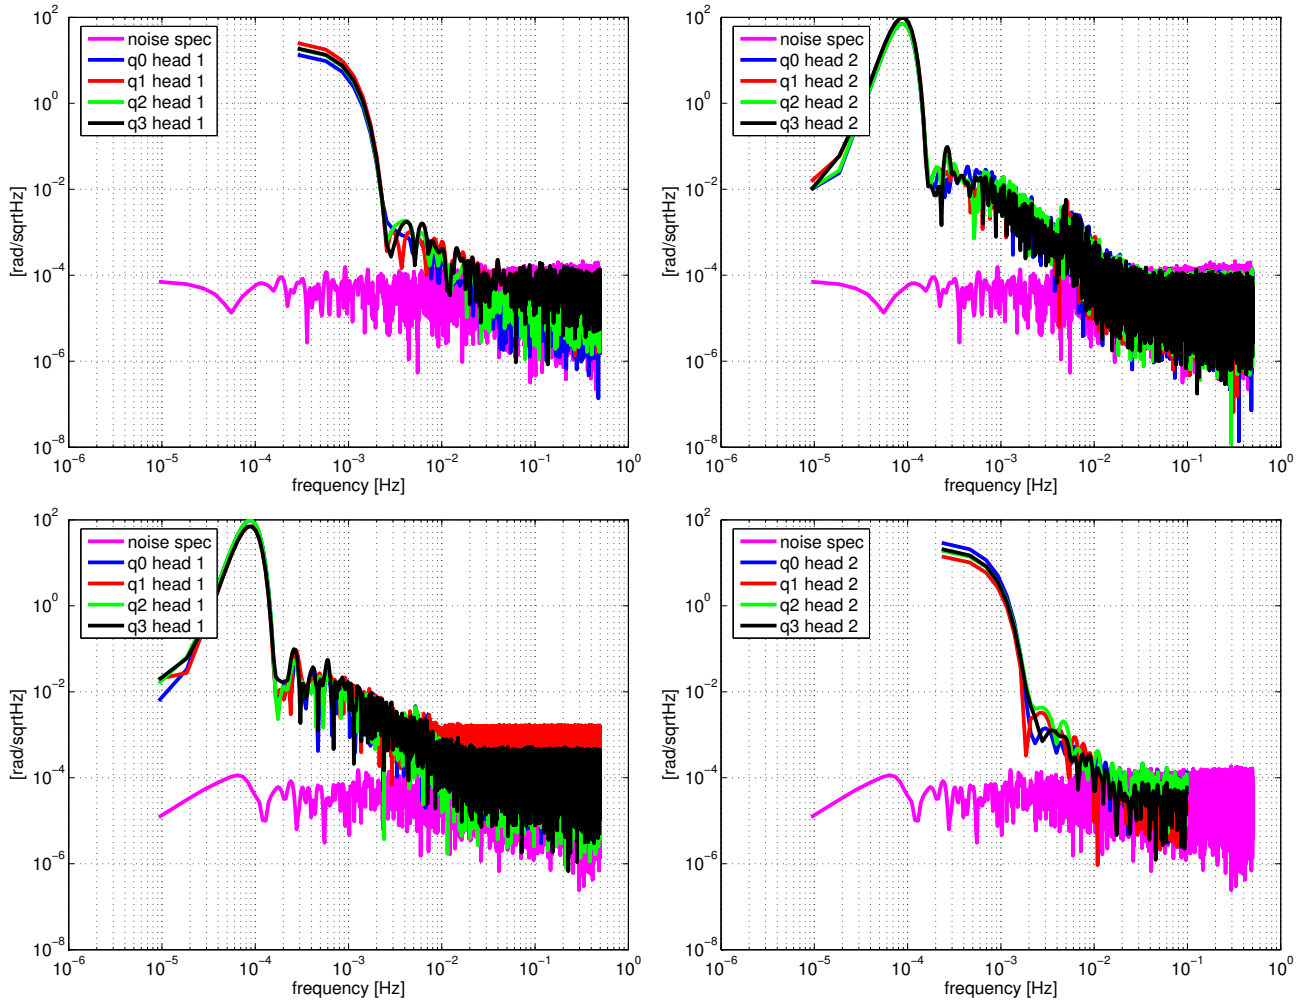 10^2
10^0
10^−2
10^−4
10^−6
10^−8
[rad/sqrtHz]
noise spec
q0 head 1
q1 head 1
q2 head 1
q3 head 1
10^−6 10^−5 10^−4 10^−3 10^−2 10^−1 10^0
frequency [Hz]
10^2
10^0
10^−2
10^−4
10^−6
10^−8
[rad/sqrtHz]
noise spec
q0 head 2
q1 head 2
q2 head 2
q3 head 2
10^−6 10^−5 10^−4 10^−3 10^−2 10^−1 10^0
frequency [Hz]
10^2
10^0
10^−2
10^−4
10^−6
10^−8
[rad/sqrtHz]
noise spec
q0 head 1
q1 head 1
q2 head 1
q3 head 1
10^−6 10^−5 10^−4 10^−3 10^−2 10^−1 10^0
frequency [Hz]
10^2
10^0
10^−2
10^−4
10^−6
10^−8
[rad/sqrtHz]
noise spec
q0 head 2
q1 head 2
q2 head 2
q3 head 2
10^−6 10^−5 10^−4 10^−3 10^−2 10^−1 10^0
frequency [Hz]